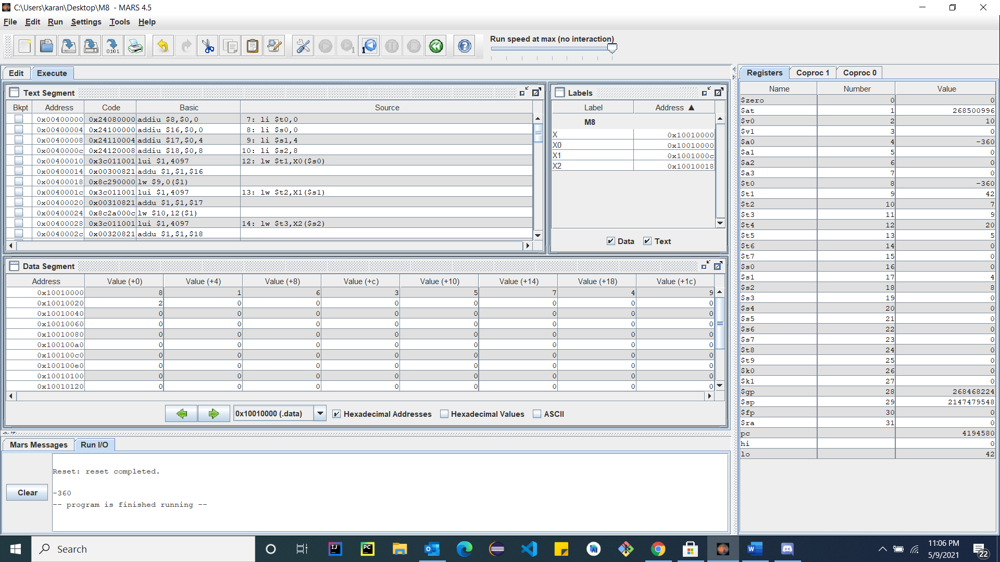 C:\Users\karan\Desktop\M8 - MARS 4.5
File Edit Run Settings Tools Help
Run speed at max (no interaction)
Edit Execute
Text Segment
Bkpt Address Code Basic Source
0x00400000 0x24080000 addiu $8,$0,0 7: li $t0,0
0x00400004 0x24100000 addiu $16,$0,0 8: li $s0,0
0x00400008 0x24110004 addiu $17,$0,4 9: li $s1,4
0x0040000c 0x24120008 addiu $18,$0,8 10: li $s2,8
0x00400010 0x3c011001 lui $1,4097 12: lw $t1,X0($s0)
0x00400014 0x00300821 addu $1,$1,$16
0x00400018 0x8c290000 lw $9,0($1)
0x0040001c 0x3c011001 lui $1,4097 13: lw $t2,X1($s1)
0x00400020 0x00310821 addu $1,$1,$17
0x00400024 0x8c2a000c lw $10,12($1)
0x00400028 0x3c011001 lui $1,4097 14: lw $t3,X2($s2)
0x0040002c 0x00320821 addu $1,$1,$18
Labels
Label Address ▲
M8
X 0x10010000
X0 0x10010000
X1 0x1001000c
X2 0x10010018
Data Text
Data Segment
Address Value (+0) Value (+4) Value (+8) Value (+c) Value (+10) Value (+14) Value (+18) Value (+1c)
0x10010000 8 1 6 3 5 7 4 9
0x10010020 2 0 0 0 0 0 0 0
0x10010040 0 0 0 0 0 0 0 0
0x10010060 0 0 0 0 0 0 0 0
0x10010080 0 0 0 0 0 0 0 0
0x100100a0 0 0 0 0 0 0 0 0
0x100100c0 0 0 0 0 0 0 0 0
0x100100e0 0 0 0 0 0 0 0 0
0x10010100 0 0 0 0 0 0 0 0
0x10010120 0 0 0 0 0 0 0 0
0x10010000 (.data) Hexadecimal Addresses Hexadecimal Values ASCII
Mars Messages Run I/O
Clear
Reset: reset completed.
-360
-- program is finished running --
Registers Coproc 1 Coproc 0
Name Number Value
$zero 0 0
$at 1 268500996
$v0 2 10
$v1 3 0
$a0 4 -360
$a1 5 0
$a2 6 0
$a3 7 0
$t0 8 -360
$t1 9 42
$t2 10 7
$t3 11 9
$t4 12 20
$t5 13 5
$t6 14 0
$t7 15 0
$s0 16 0
$s1 17 4
$s2 18 8
$s3 19 0
$s4 20 0
$s5 21 0
$s6 22 0
$s7 23 0
$t8 24 0
$t9 25 0
$k0 26 0
$k1 27 0
$gp 28 268468224
$sp 29 2147479548
$fp 30 0
$ra 31 0
pc 4194580
hi 0
lo 42
Search
11:06 PM
5/9/2021
22